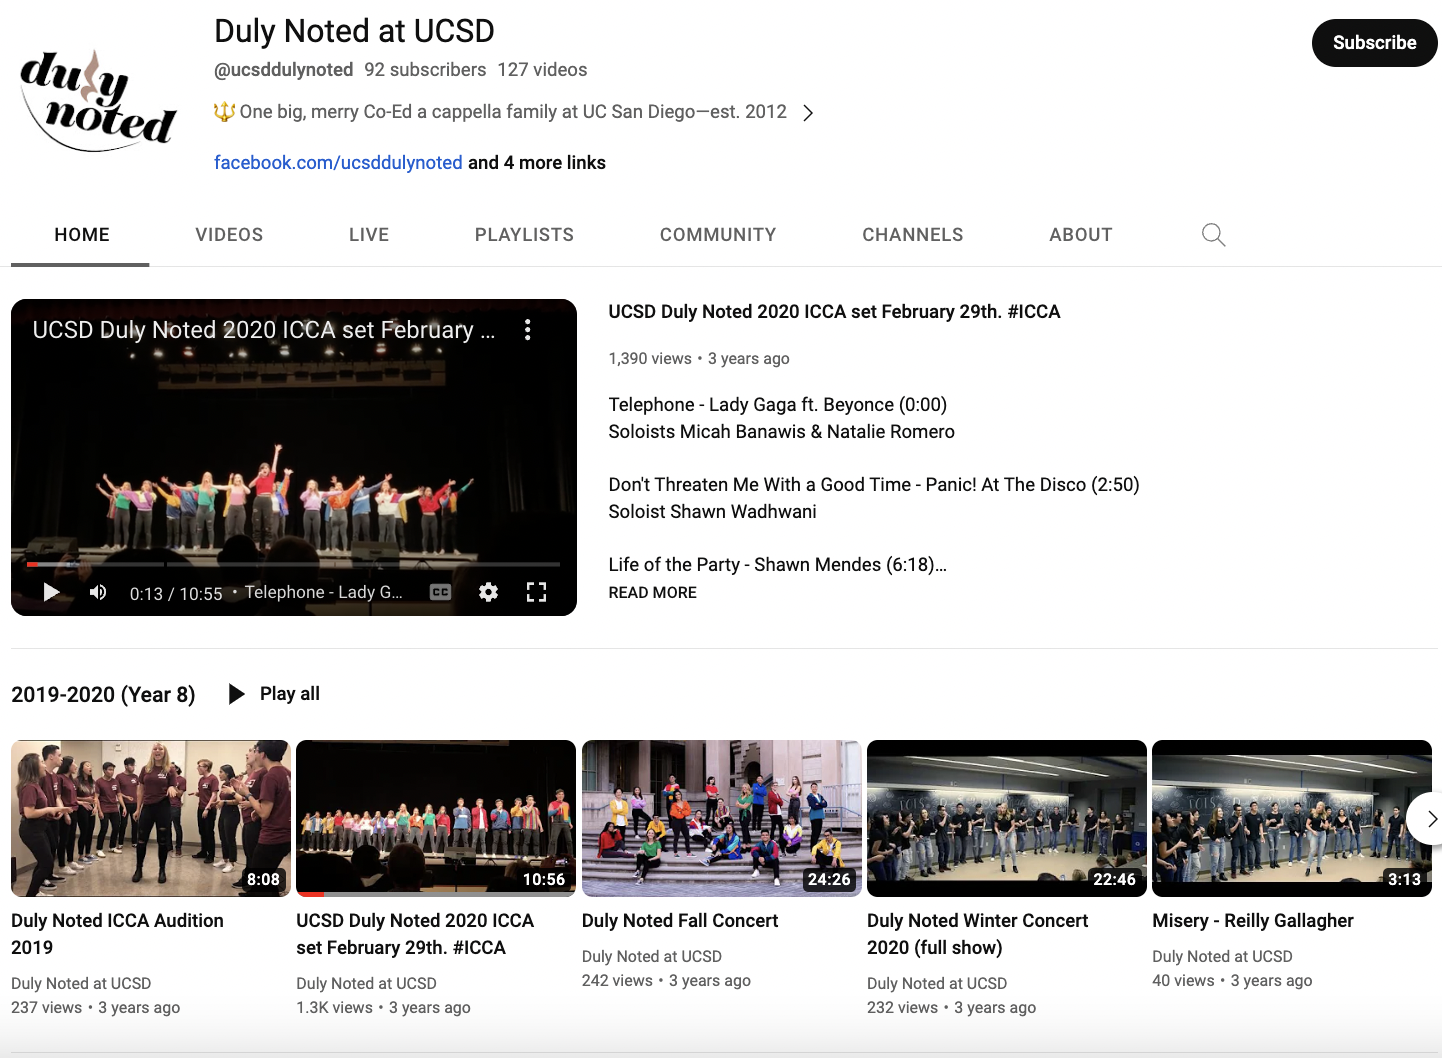 duly
noted
Duly Noted at UCSD
@ucsddulynoted 92 subscribers 127 videos
🔱 One big, merry Co-Ed a cappella family at UC San Diego—est. 2012
facebook.com/ucsddulynoted and 4 more links
Subscribe
HOME VIDEOS LIVE PLAYLISTS COMMUNITY CHANNELS ABOUT
UCSD Duly Noted 2020 ICCA set February ...
0:13 / 10:55 • Telephone - Lady G...
CC
UCSD Duly Noted 2020 ICCA set February 29th. #ICCA
1,390 views • 3 years ago
Telephone - Lady Gaga ft. Beyonce (0:00)
Soloists Micah Banawis & Natalie Romero
Don't Threaten Me With a Good Time - Panic! At The Disco (2:50)
Soloist Shawn Wadhwani
Life of the Party - Shawn Mendes (6:18)...
READ MORE
2019-2020 (Year 8) Play all
8:08
Duly Noted ICCA Audition
2019
Duly Noted at UCSD
237 views • 3 years ago
10:56
UCSD Duly Noted 2020 ICCA
set February 29th. #ICCA
Duly Noted at UCSD
1.3K views • 3 years ago
24:26
Duly Noted Fall Concert
Duly Noted at UCSD
242 views • 3 years ago
22:46
Duly Noted Winter Concert
2020 (full show)
Duly Noted at UCSD
232 views • 3 years ago
3:13
Misery - Reilly Gallagher
Duly Noted at UCSD
40 views • 3 years ago